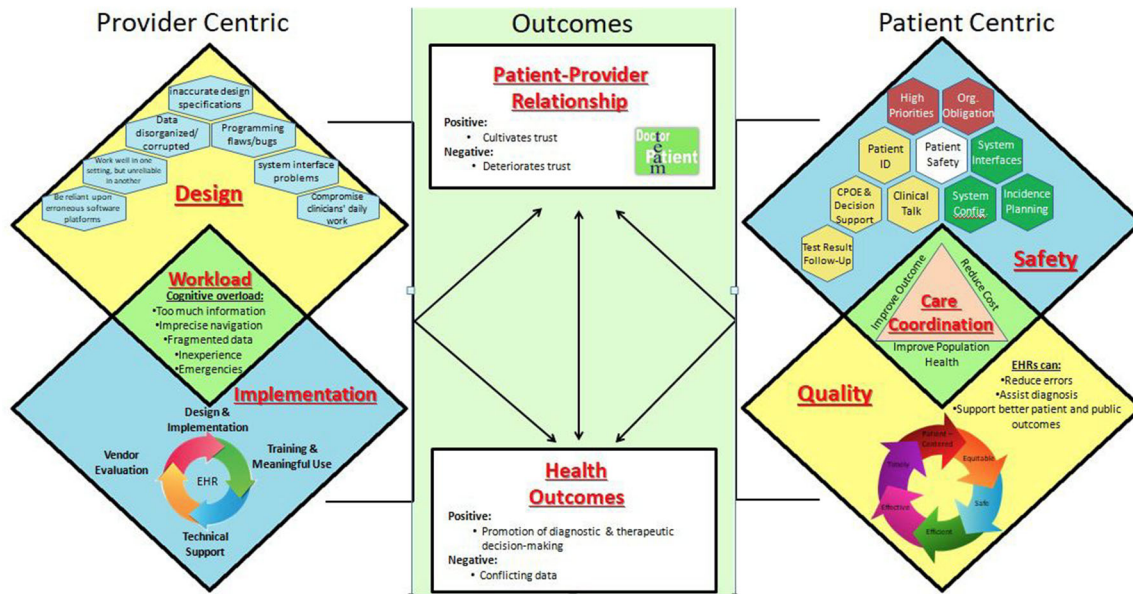 Provider Centric
Outcomes
Patient Centric
inaccurate design
specifications
Data
disorganized/
corrupted
Programming
flaws/bugs
Work well in one
setting, but unreliable
in another
system interface
problems
Be reliant upon
erroneous software
platforms
Compromise
clinicians' daily
work
Design
Workload
Cognitive overload:
•Too much information
•Imprecise navigation
•Fragmented data
•Inexperience
•Emergencies
Implementation
Design &
Implementation
Vendor
Evaluation
EHR
Training &
Meaningful Use
Technical
Support
Patient-Provider
Relationship
Positive:
• Cultivates trust
Negative:
• Deteriorates trust
Doctor
team
Patient
Health
Outcomes
Positive:
• Promotion of diagnostic & therapeutic
decision-making
Negative:
• Conflicting data
High
Priorities
Org.
Obligation
Patient
ID
Patient
Safety
System
Interfaces
CPOE &
Decision
Support
Clinical
Talk
System
Config.
Incidence
Planning
Test Result
Follow-Up
Safety
Improve Outcome
Reduce Cost
Care
Coordination
Improve Population
Health
Quality
EHRs can:
•Reduce errors
•Assist diagnosis
•Support better patient and public
outcomes
Patient –
Centered
Equitable
Safe
Efficient
Effective
Timely